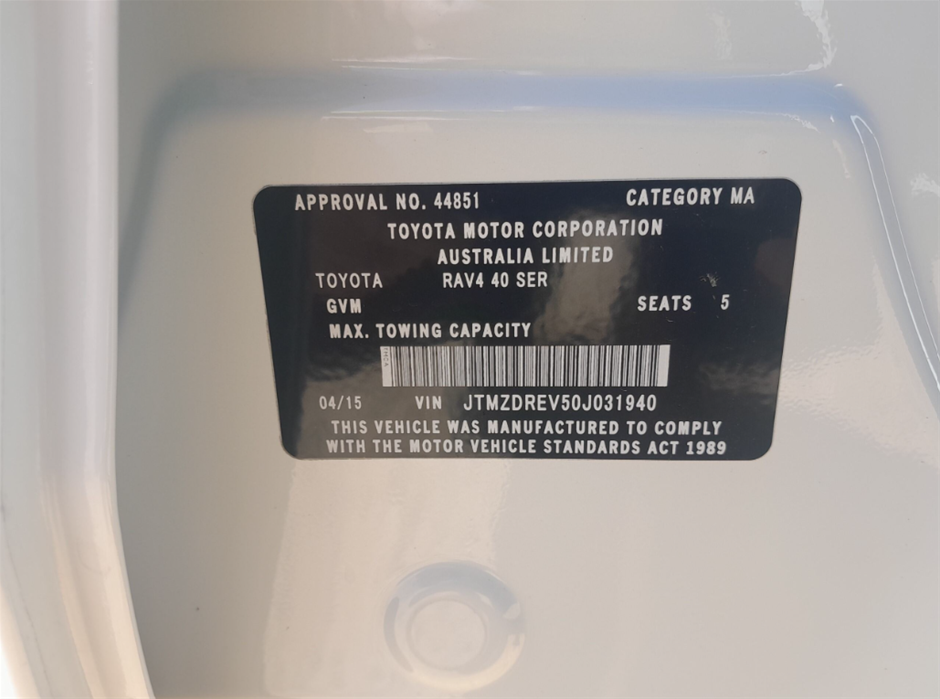 APPROVAL NO. 44851 CATEGORY MA
TOYOTA MOTOR CORPORATION
AUSTRALIA LIMITED
TOYOTA RAV4 40 SER
GVM SEATS 5
MAX. TOWING CAPACITY
04/15 VIN JTMZDREV50J031940
THIS VEHICLE WAS MANUFACTURED TO COMPLY
WITH THE MOTOR VEHICLE STANDARDS ACT 1989